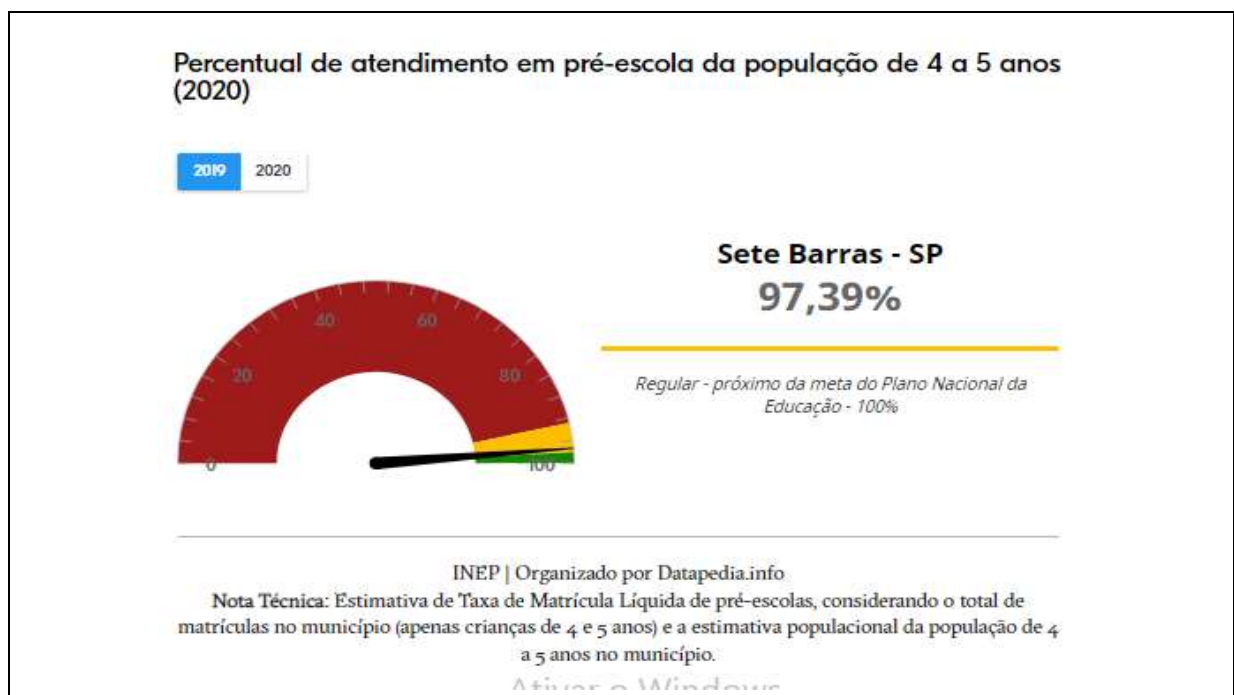 Percentual de atendimento em pré-escola da população de 4 a 5 anos
(2020)
2019 2020
Sete Barras - SP
97,39%
Regular - próximo da meta do Plano Nacional da
Educação - 100%
0
20
40
60
80
100
INEP | Organizado por Datapedia.info
Nota Técnica: Estimativa de Taxa de Matrícula Líquida de pré-escolas, considerando o total de
matrículas no município (apenas crianças de 4 e 5 anos) e a estimativa populacional da população de 4
a 5 anos no município.
Ativar o Windows